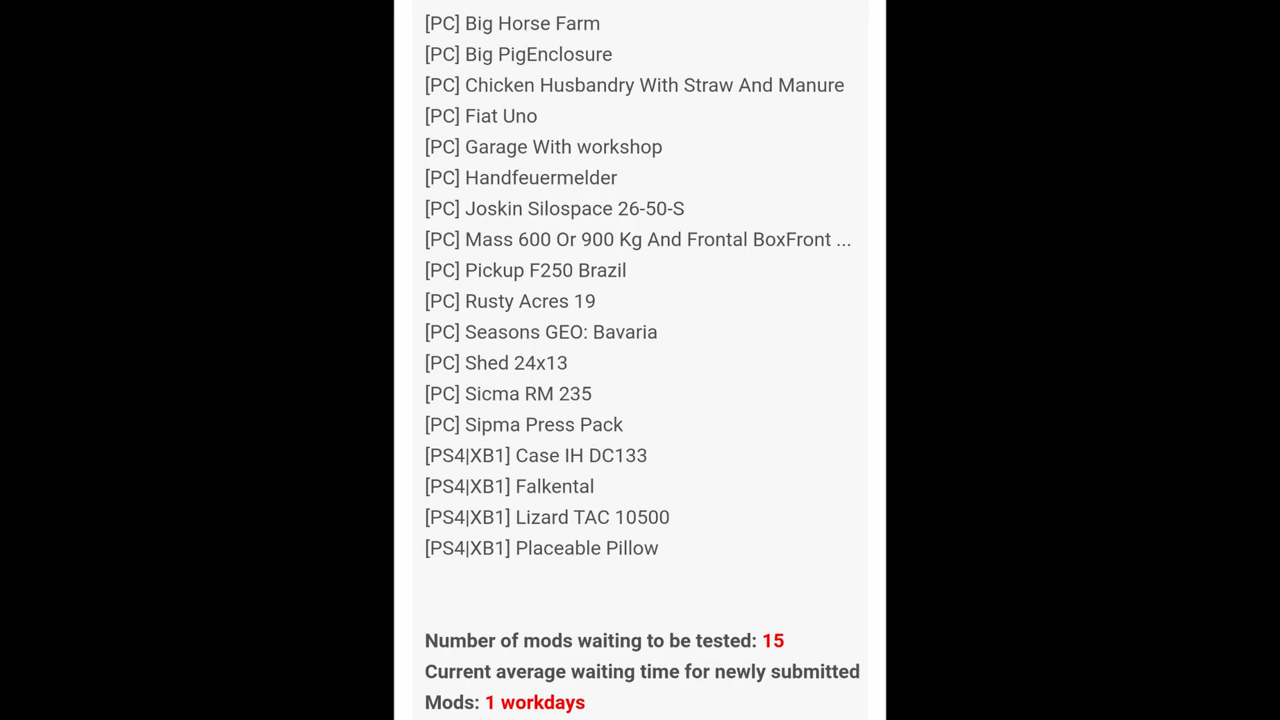 [PC] Big Horse Farm
[PC] Big PigEnclosure
[PC] Chicken Husbandry With Straw And Manure
[PC] Fiat Uno
[PC] Garage With workshop
[PC] Handfeuermelder
[PC] Joskin Silospace 26-50-S
[PC] Mass 600 Or 900 Kg And Frontal BoxFront ...
[PC] Pickup F250 Brazil
[PC] Rusty Acres 19
[PC] Seasons GEO: Bavaria
[PC] Shed 24x13
[PC] Sicma RM 235
[PC] Sipma Press Pack
[PS4|XB1] Case IH DC133
[PS4|XB1] Falkental
[PS4|XB1] Lizard TAC 10500
[PS4|XB1] Placeable Pillow
Number of mods waiting to be tested: 15
Current average waiting time for newly submitted
Mods: 1 workdays